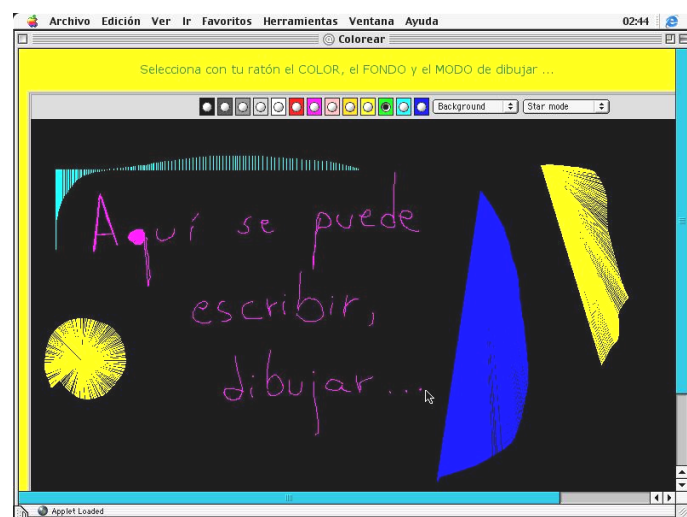 Archivo Edición Ver Ir Favoritos Herramientas Ventana Ayuda 02:44
Colorear
Selecciona con tu ratón el COLOR, el FONDO y el MODO de dibujar ...
Background Star mode
Aquí se puede
escribir,
dibujar...
Applet Loaded